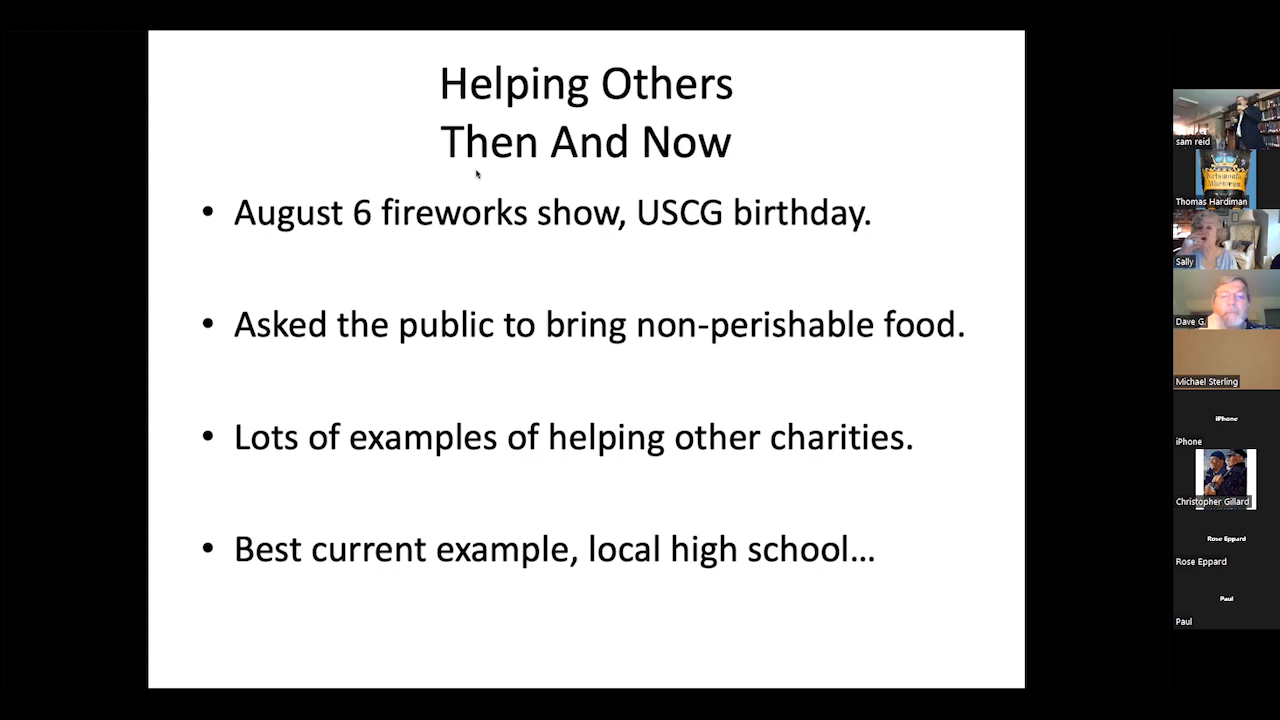 Helping Others
Then And Now
• August 6 fireworks show, USCG birthday.
• Asked the public to bring non-perishable food.
• Lots of examples of helping other charities.
• Best current example, local high school...
sam reid
Portsmouth
Athenaeum
Thomas Hardiman
Sally
Dave G.
Michael Sterling
iPhone
iPhone
Christopher Gillard
Rose Eppard
Rose Eppard
Paul
Paul